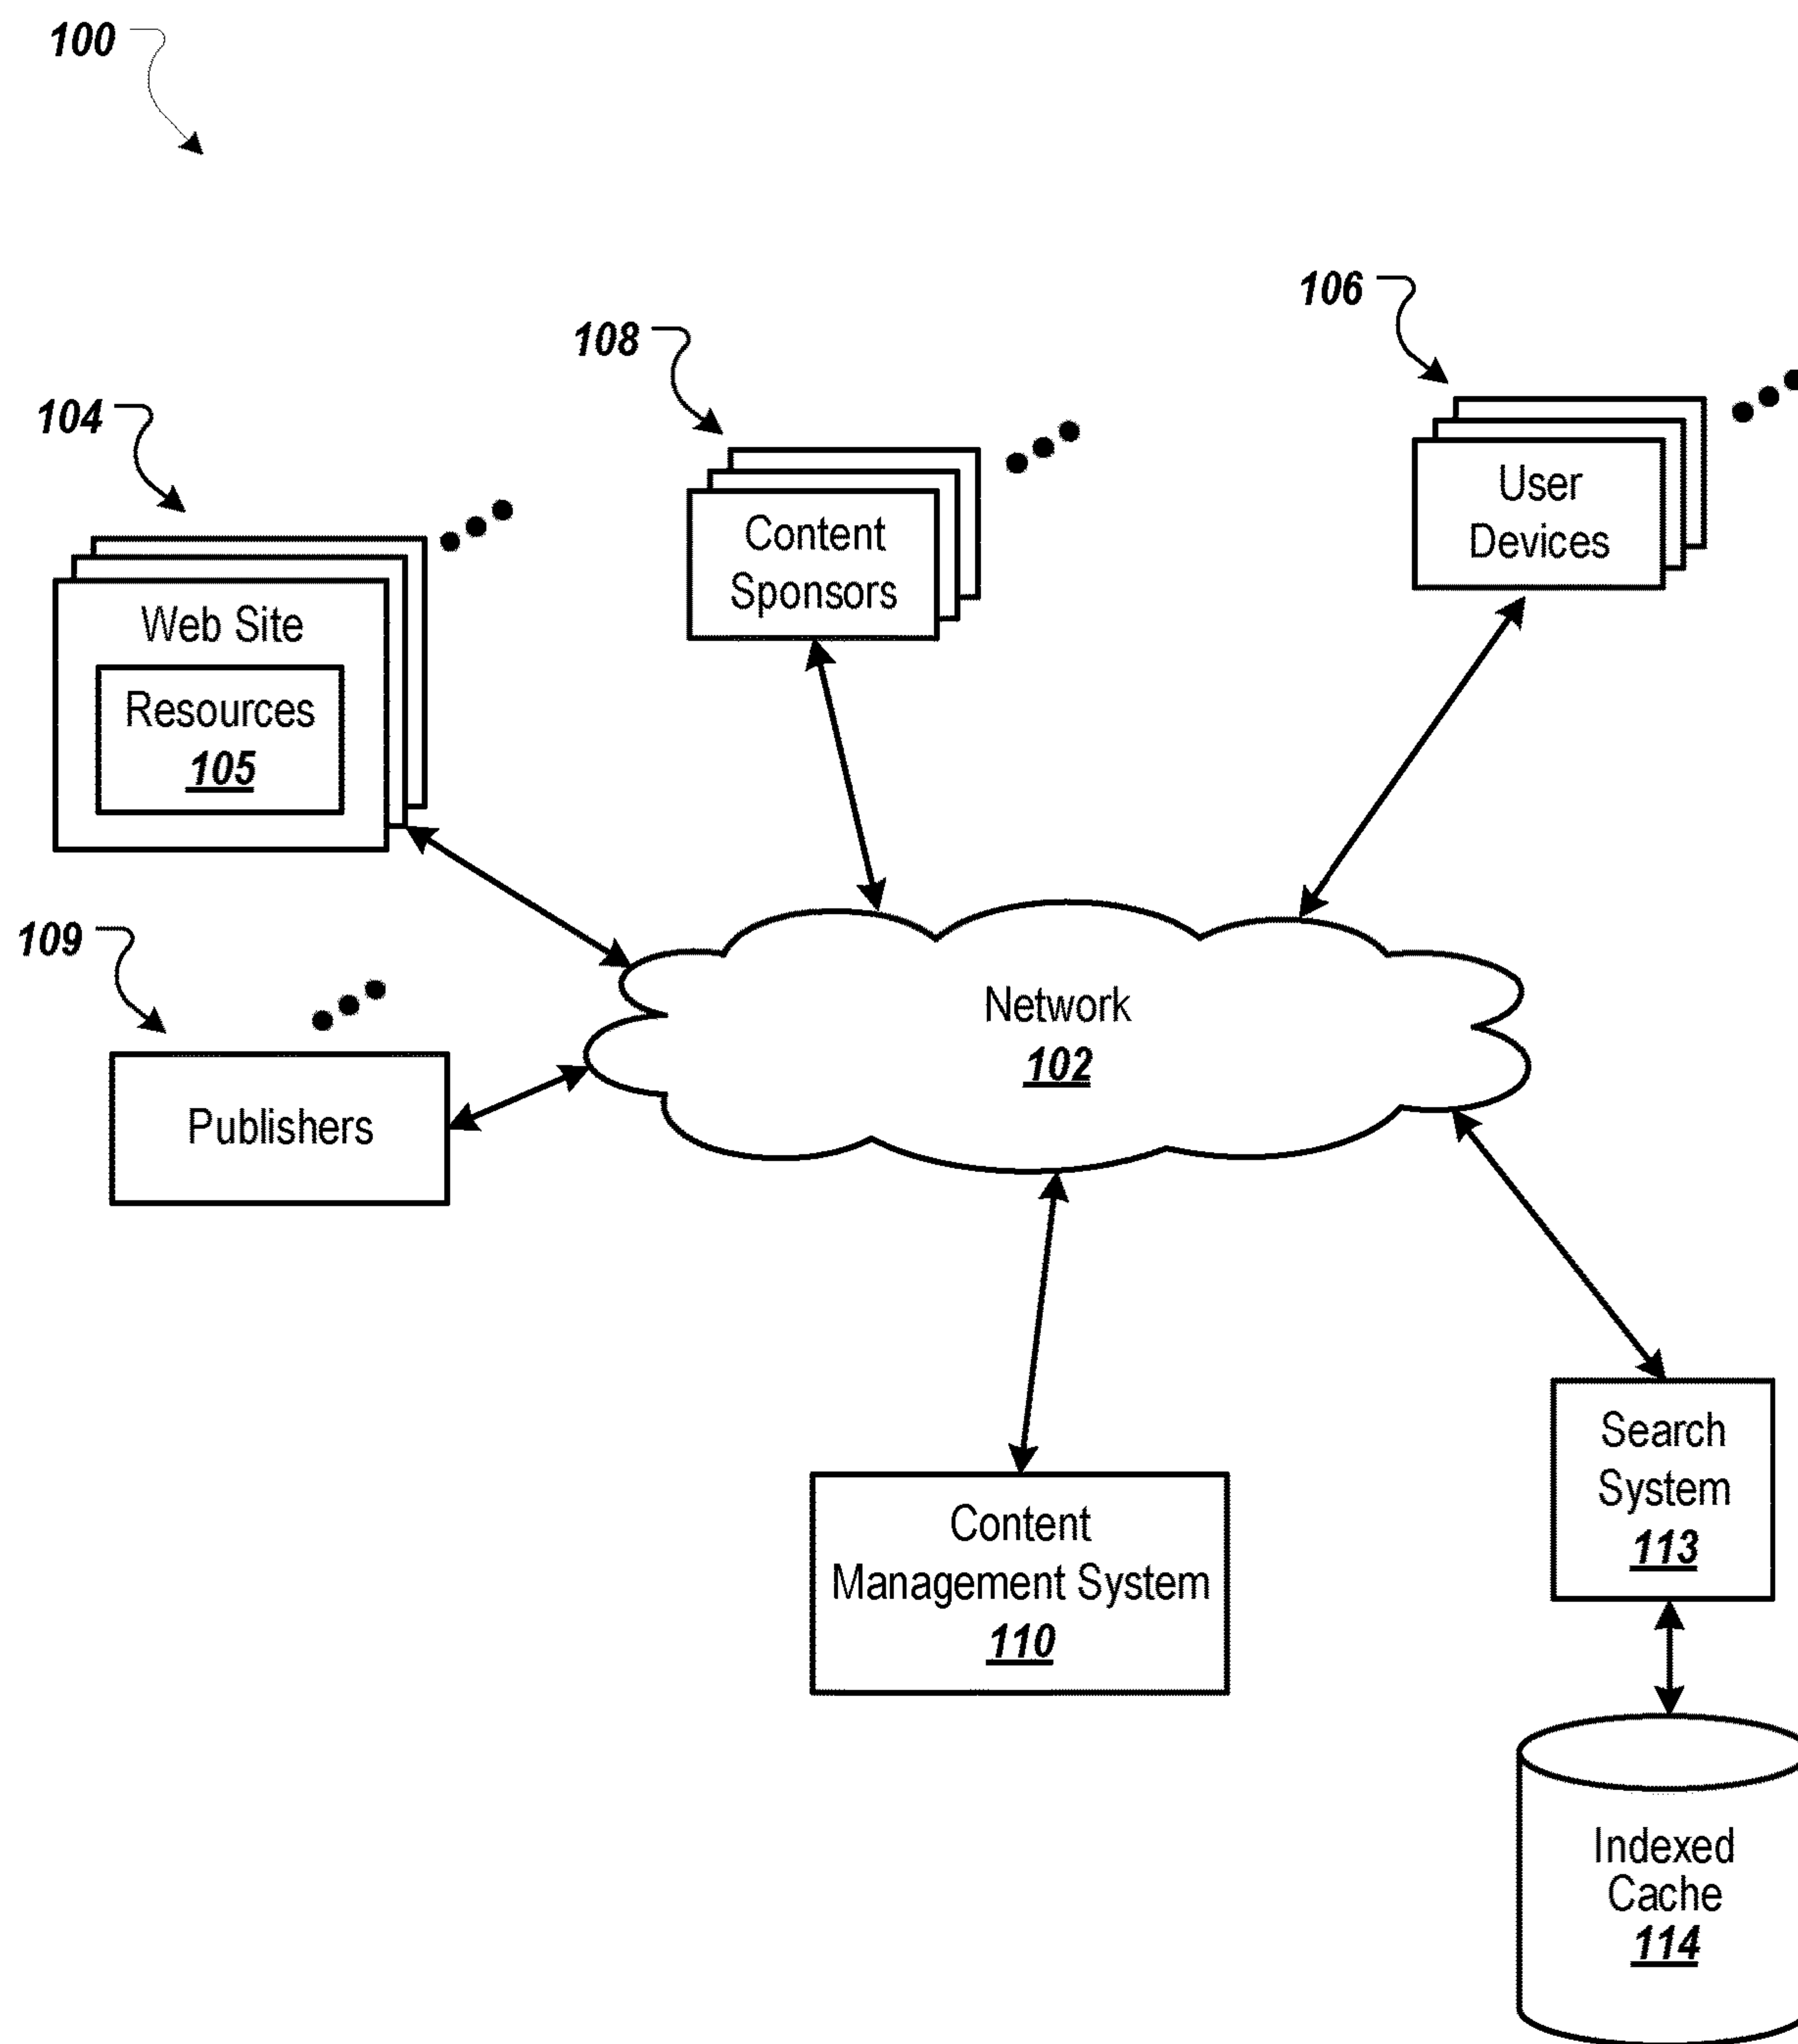 100
106
108
104
User
Devices
Content
Sponsors
Web Site
Resources
105
109
Network
102
Publishers
Search
System
113
Content
Management System
110
Indexed
Cache
114